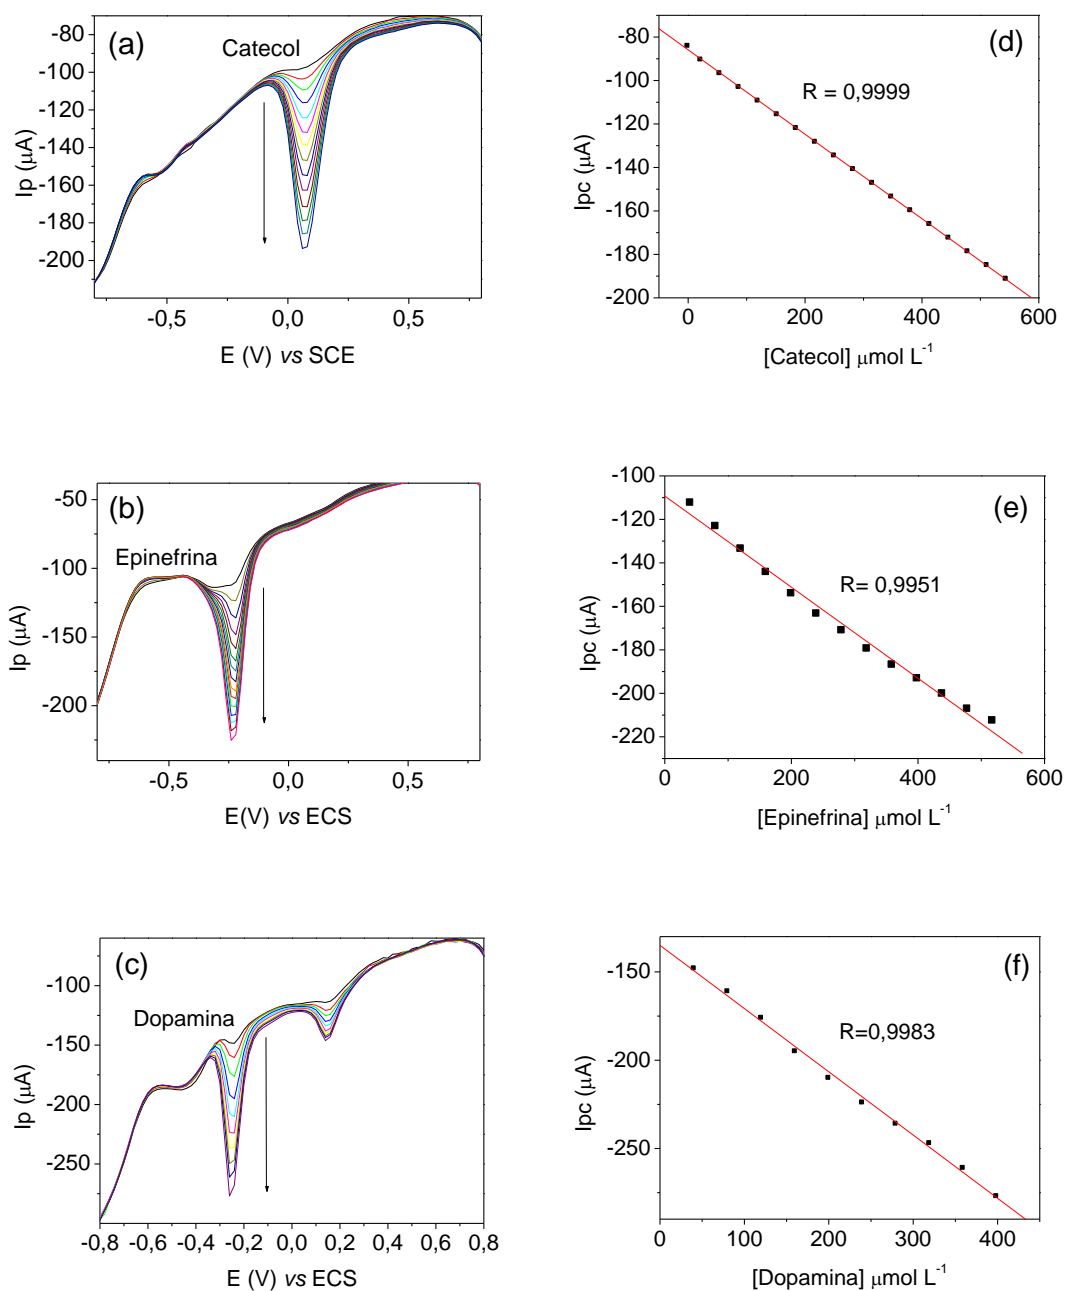 (a)
Catecol
-80
-100
-120
-140
-160
-180
-200
Ip (μA)
-0,5
0,0
0,5
E (V) vs SCE
(d)
R = 0,9999
-80
-100
-120
-140
-160
-180
-200
Ipc (μA)
0
200
400
600
[Catecol] μmol L-1
(b)
Epinefrina
-50
-100
-150
-200
Ip (μA)
-0,5
0,0
0,5
E(V) vs ECS
(e)
R= 0,9951
-100
-120
-140
-160
-180
-200
-220
Ipc (μA)
0
200
400
600
[Epinefrina] μmol L-1
(c)
Dopamina
-100
-150
-200
-250
Ip (μA)
-0,8 -0,6 -0,4 -0,2 0,0 0,2 0,4 0,6 0,8
E (V) vs ECS
(f)
R=0,9983
-150
-200
-250
Ipc (μA)
0
100
200
300
400
[Dopamina] μmol L-1